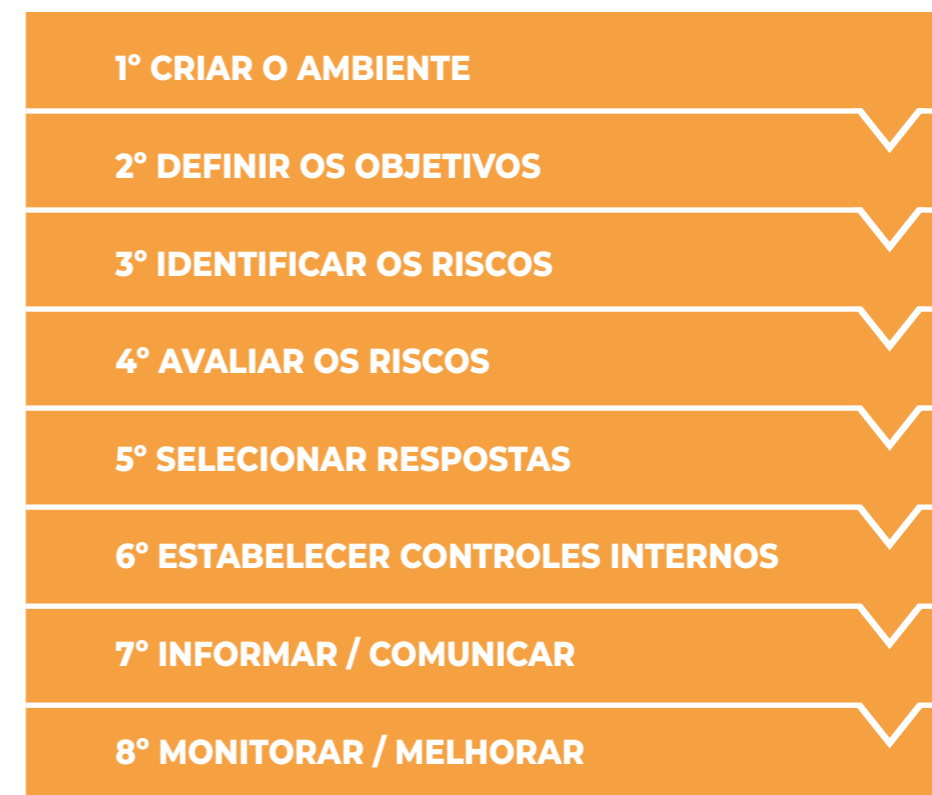 1º CRIAR O AMBIENTE
2º DEFINIR OS OBJETIVOS
3º IDENTIFICAR OS RISCOS
4º AVALIAR OS RISCOS
5º SELECIONAR RESPOSTAS
6º ESTABELECER CONTROLES INTERNOS
7º INFORMAR / COMUNICAR
8º MONITORAR / MELHORAR